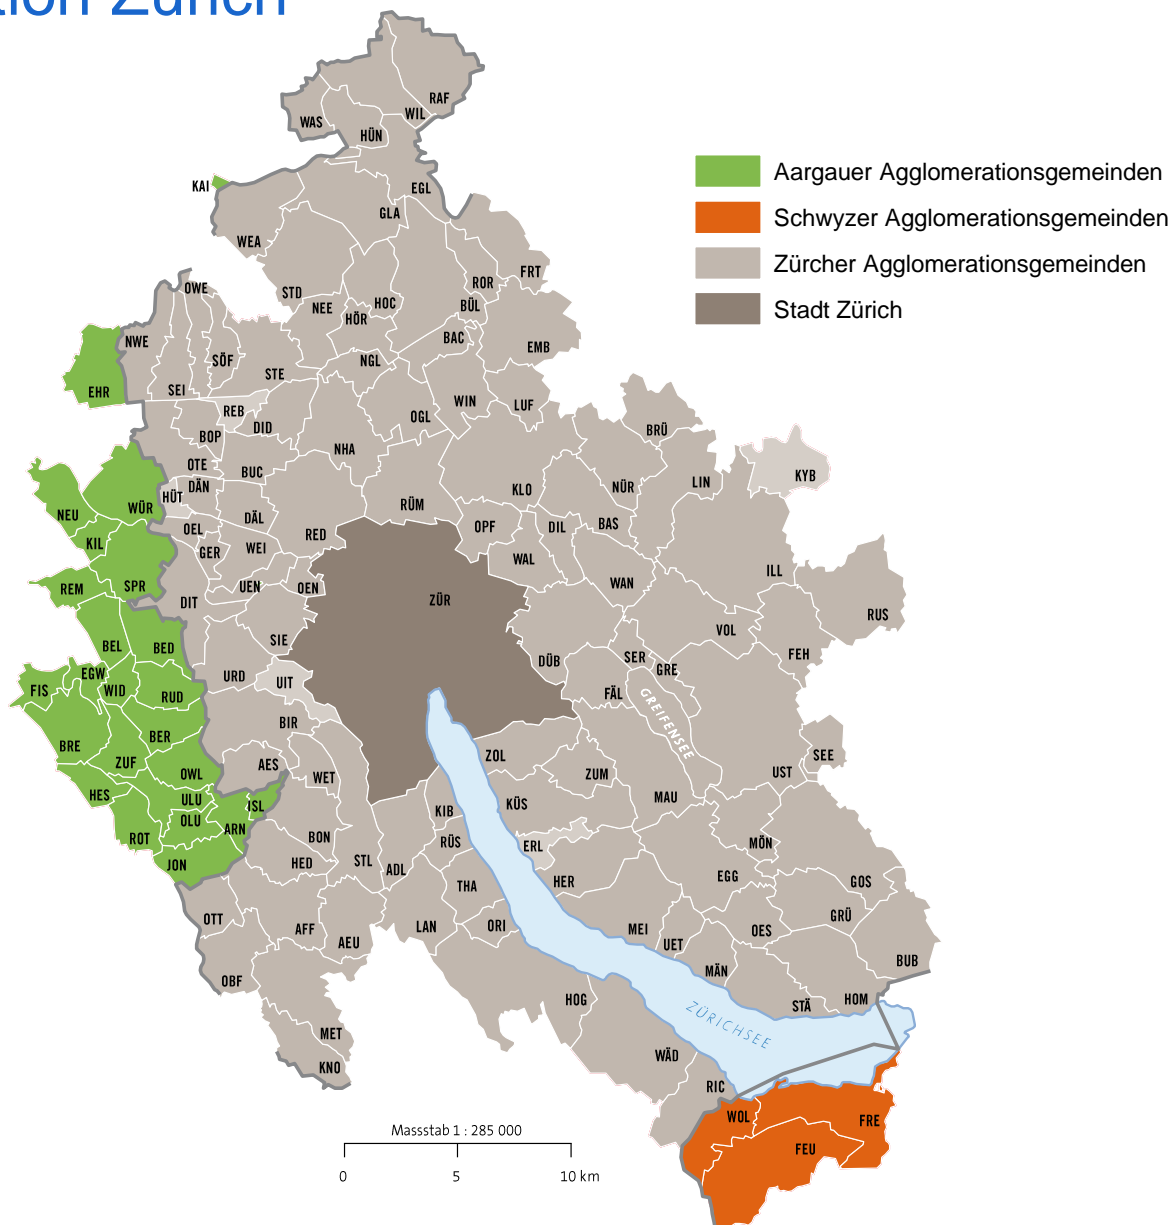 tion Zürich
RAF
WIL
WAS
HÜN
KAI
EGL
GLA
WEA
Aargauer Agglomerationsgemeinden
Schwyzer Agglomerationsgemeinden
Zürcher Agglomerationsgemeinden
Stadt Zürich
FRT
ROR
OWE
STD
NEE
HOC
BÜL
HÖR
NWE
BAC
EMB
SÖF
NGL
STE
SEI
EHR
WIN
LUF
REB
OGL
DID
BRÜ
BOP
NHA
OTE
BUC
KYB
LIN
DÄN
NÜR
KLO
HÜT
RÜM
WÜR
NEU
DÄL
OPF
DIL
BAS
OEL
RED
KIL
GER
WEI
WAL
ILL
WAN
REM
SPR
UEN
OEN
DIT
ZÜR
RUS
VOL
SIE
BEL
BED
FEH
SER
DÜB
GRE
EGW
URD
UIT
FIS
WID
RUD
FÄL
GREIFENSEE
BIR
BER
BRE
ZUF
AES
OWL
WET
ZOL
ZUM
UST
SEE
HES
ULU
ISL
MAU
KÜS
KIB
OLU
ARN
ROT
BON
RÜS
ERL
MÖN
JON
HED
STL
ADL
EGG
HER
GOS
THA
OTT
GRÜ
LAN
ORI
AFF
MEI
OES
AEU
UET
BUB
OBF
MÄN
HOG
STÄ
HOM
ZÜRICHSEE
MET
WÄD
KNO
RIC
WOL
FRE
FEU
Massstab 1 : 285 000
0 5 10 km